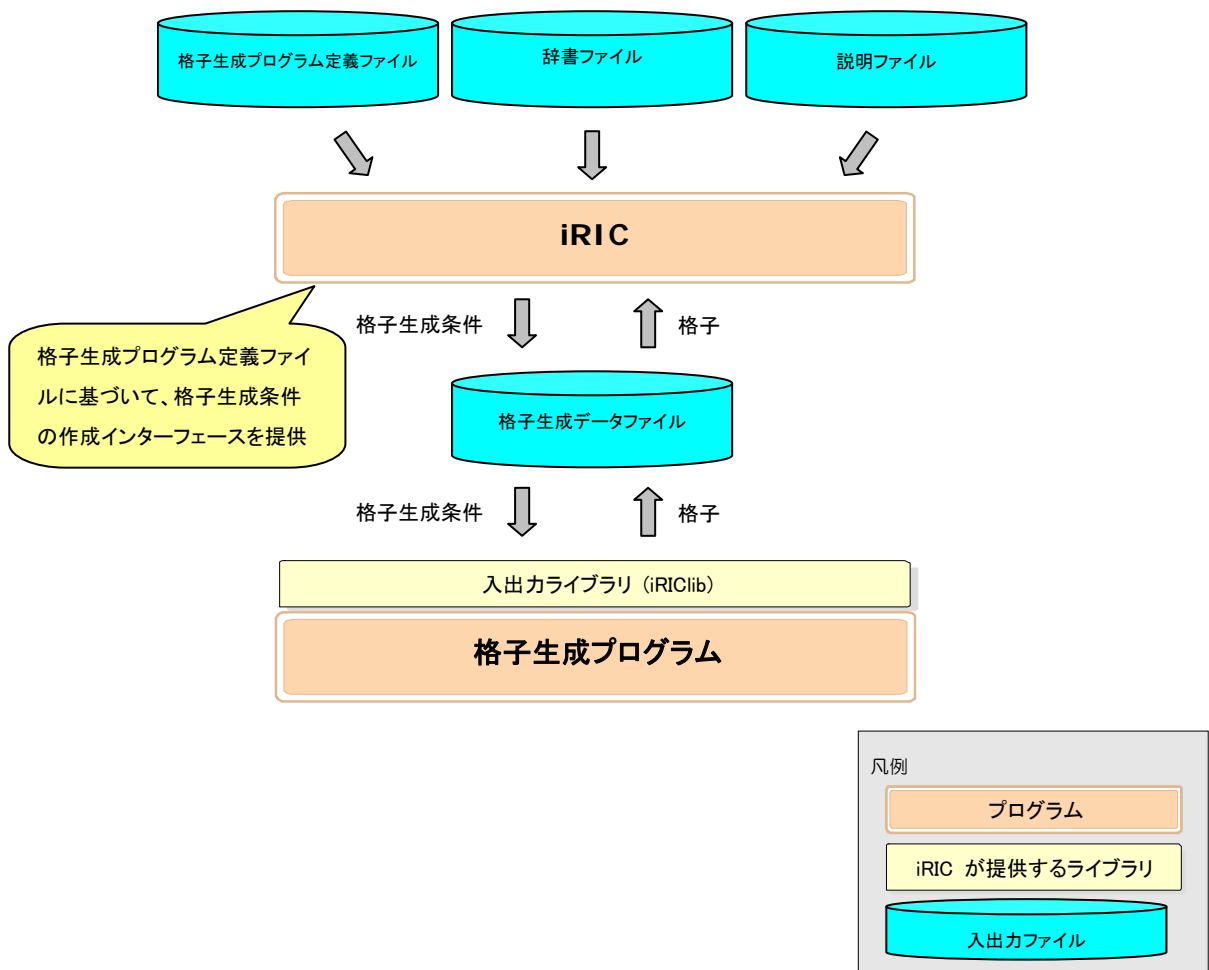 格子生成プログラム定義ファイル
辞書ファイル
説明ファイル
iRIC
格子生成条件
格子
格子生成プログラム定義ファイ
ルに基づいて、格子生成条件
の作成インターフェースを提供
格子生成データファイル
格子生成条件
格子
入出力ライブラリ (iRIClib)
格子生成プログラム
凡例
プログラム
iRIC が提供するライブラリ
入出力ファイル